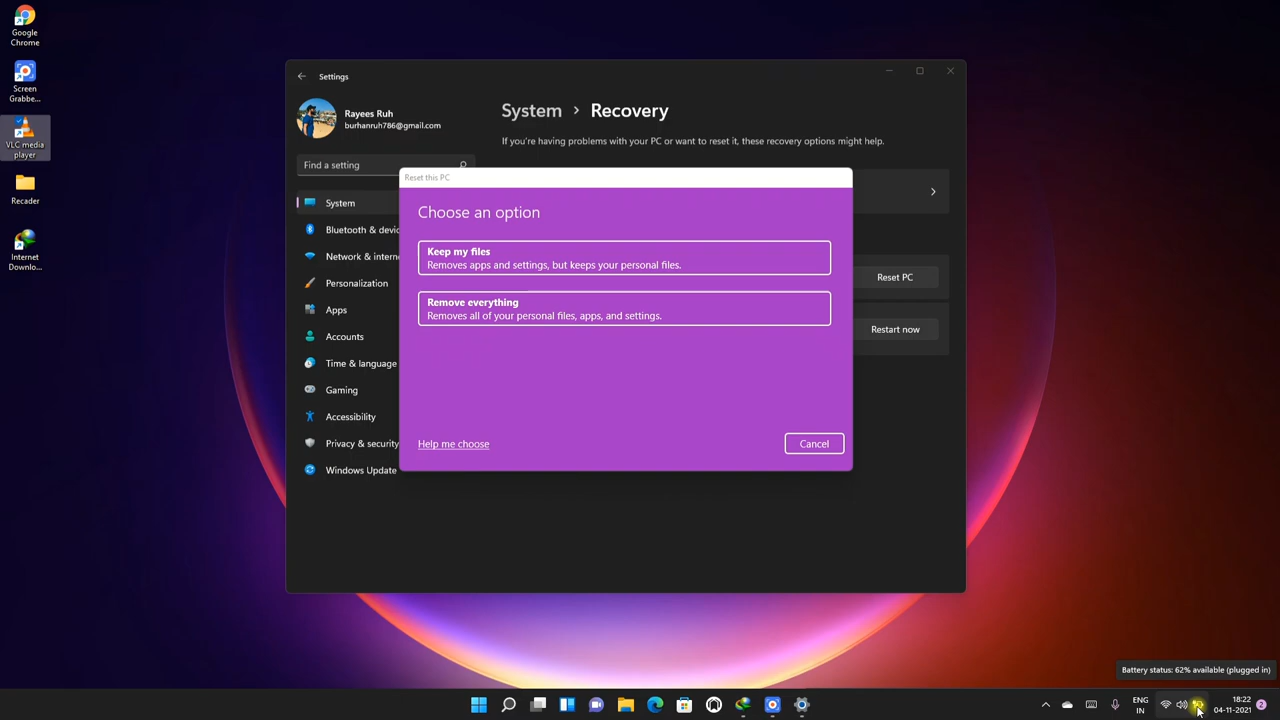 Google
Chrome
Screen
Grabbe...
VLC media
player
Recader
Internet
Downlo...
Settings
Rayees Ruh
burhanruh786@gmail.com
Find a setting
System
Bluetooth & devic
Network & intern
Personalization
Apps
Accounts
Time & language
Gaming
Accessibility
Privacy & security
Windows Update
System > Recovery
If you're having problems with your PC or want to reset it, these recovery options might help.
Reset PC
Restart now
Reset this PC
Choose an option
Keep my files
Removes apps and settings, but keeps your personal files.
Remove everything
Removes all of your personal files, apps, and settings.
Help me choose
Cancel
Battery status: 62% available (plugged in)
ENG
IN
18:22
04-11-2021
2